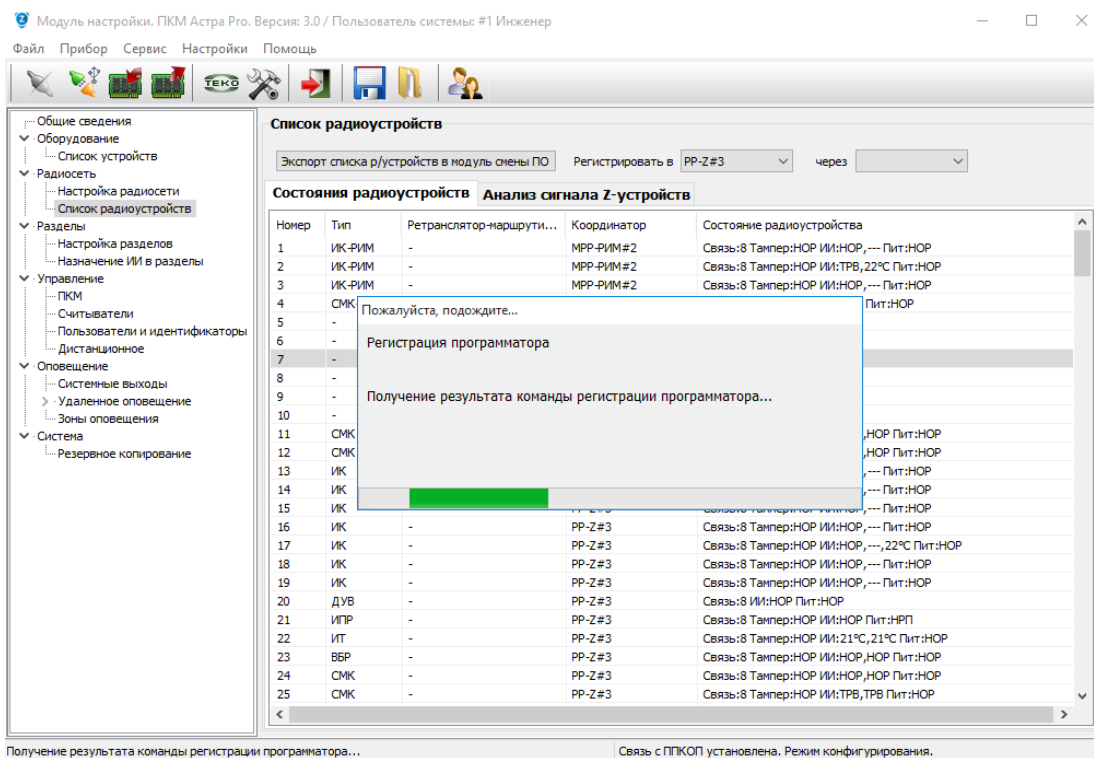 Модуль настройки. ПКМ Астра Pro. Версия: 3.0 / Пользователь системы: #1 Инженер
Файл Прибор Сервис Настройки Помощь
ТЕКО
Общие сведения
Оборудование
Список устройств
Радиосеть
Настройка радиосети
Список радиоустройств
Разделы
Настройка разделов
Назначение ИИ в разделы
Управление
ПКМ
Считыватели
Пользователи и идентификаторы
Дистанционное
Оповещение
Системные выходы
Удаленное оповещение
Зоны оповещения
Система
Резервное копирование
Список радиоустройств
Экспорт списка р/устройств в модуль смены ПО Регистрировать в РР-Z#3 через
Состояния радиоустройств Анализ сигнала Z-устройств
Номер Тип Ретранслятор-маршрути... Координатор Состояние радиоустройства
1 ИК-РИМ - МРР-РИМ#2 Связь:8 Тампер:НОР ИИ:НОР,--- Пит:НОР
2 ИК-РИМ - МРР-РИМ#2 Связь:8 Тампер:НОР ИИ:ТРВ,22°C Пит:НОР
3 ИК-РИМ - МРР-РИМ#2 Связь:8 Тампер:НОР ИИ:НОР,--- Пит:НОР
4 СМК Пит:НОР
5 -
6 -
7 -
8 -
9 -
10 -
11 СМК ,НОР Пит:НОР
12 СМК ,НОР Пит:НОР
13 ИК ,--- Пит:НОР
14 ИК ,--- Пит:НОР
15 ИК - РР-Z#3 Связь:8 Тампер:НОР ИИ:НОР,--- Пит:НОР
16 ИК - РР-Z#3 Связь:8 Тампер:НОР ИИ:НОР,--- Пит:НОР
17 ИК - РР-Z#3 Связь:8 Тампер:НОР ИИ:НОР,---,22°C Пит:НОР
18 ИК - РР-Z#3 Связь:8 Тампер:НОР ИИ:НОР,--- Пит:НОР
19 ИК - РР-Z#3 Связь:8 Тампер:НОР ИИ:НОР,--- Пит:НОР
20 ДУВ - РР-Z#3 Связь:8 ИИ:НОР Пит:НОР
21 ИПР - РР-Z#3 Связь:8 Тампер:НОР ИИ:НОР Пит:НРП
22 ИТ - РР-Z#3 Связь:8 Тампер:НОР ИИ:21°C,21°C Пит:НОР
23 ВБР - РР-Z#3 Связь:8 Тампер:НОР ИИ:НОР,НОР Пит:НОР
24 СМК - РР-Z#3 Связь:8 Тампер:НОР ИИ:НОР,НОР Пит:НОР
25 СМК - РР-Z#3 Связь:8 Тампер:НОР ИИ:ТРВ,ТРВ Пит:НОР
Пожалуйста, подождите...
Регистрация программатора
Получение результата команды регистрации программатора...
Получение результата команды регистрации программатора... Связь с ППКОП установлена. Режим конфигурирования.